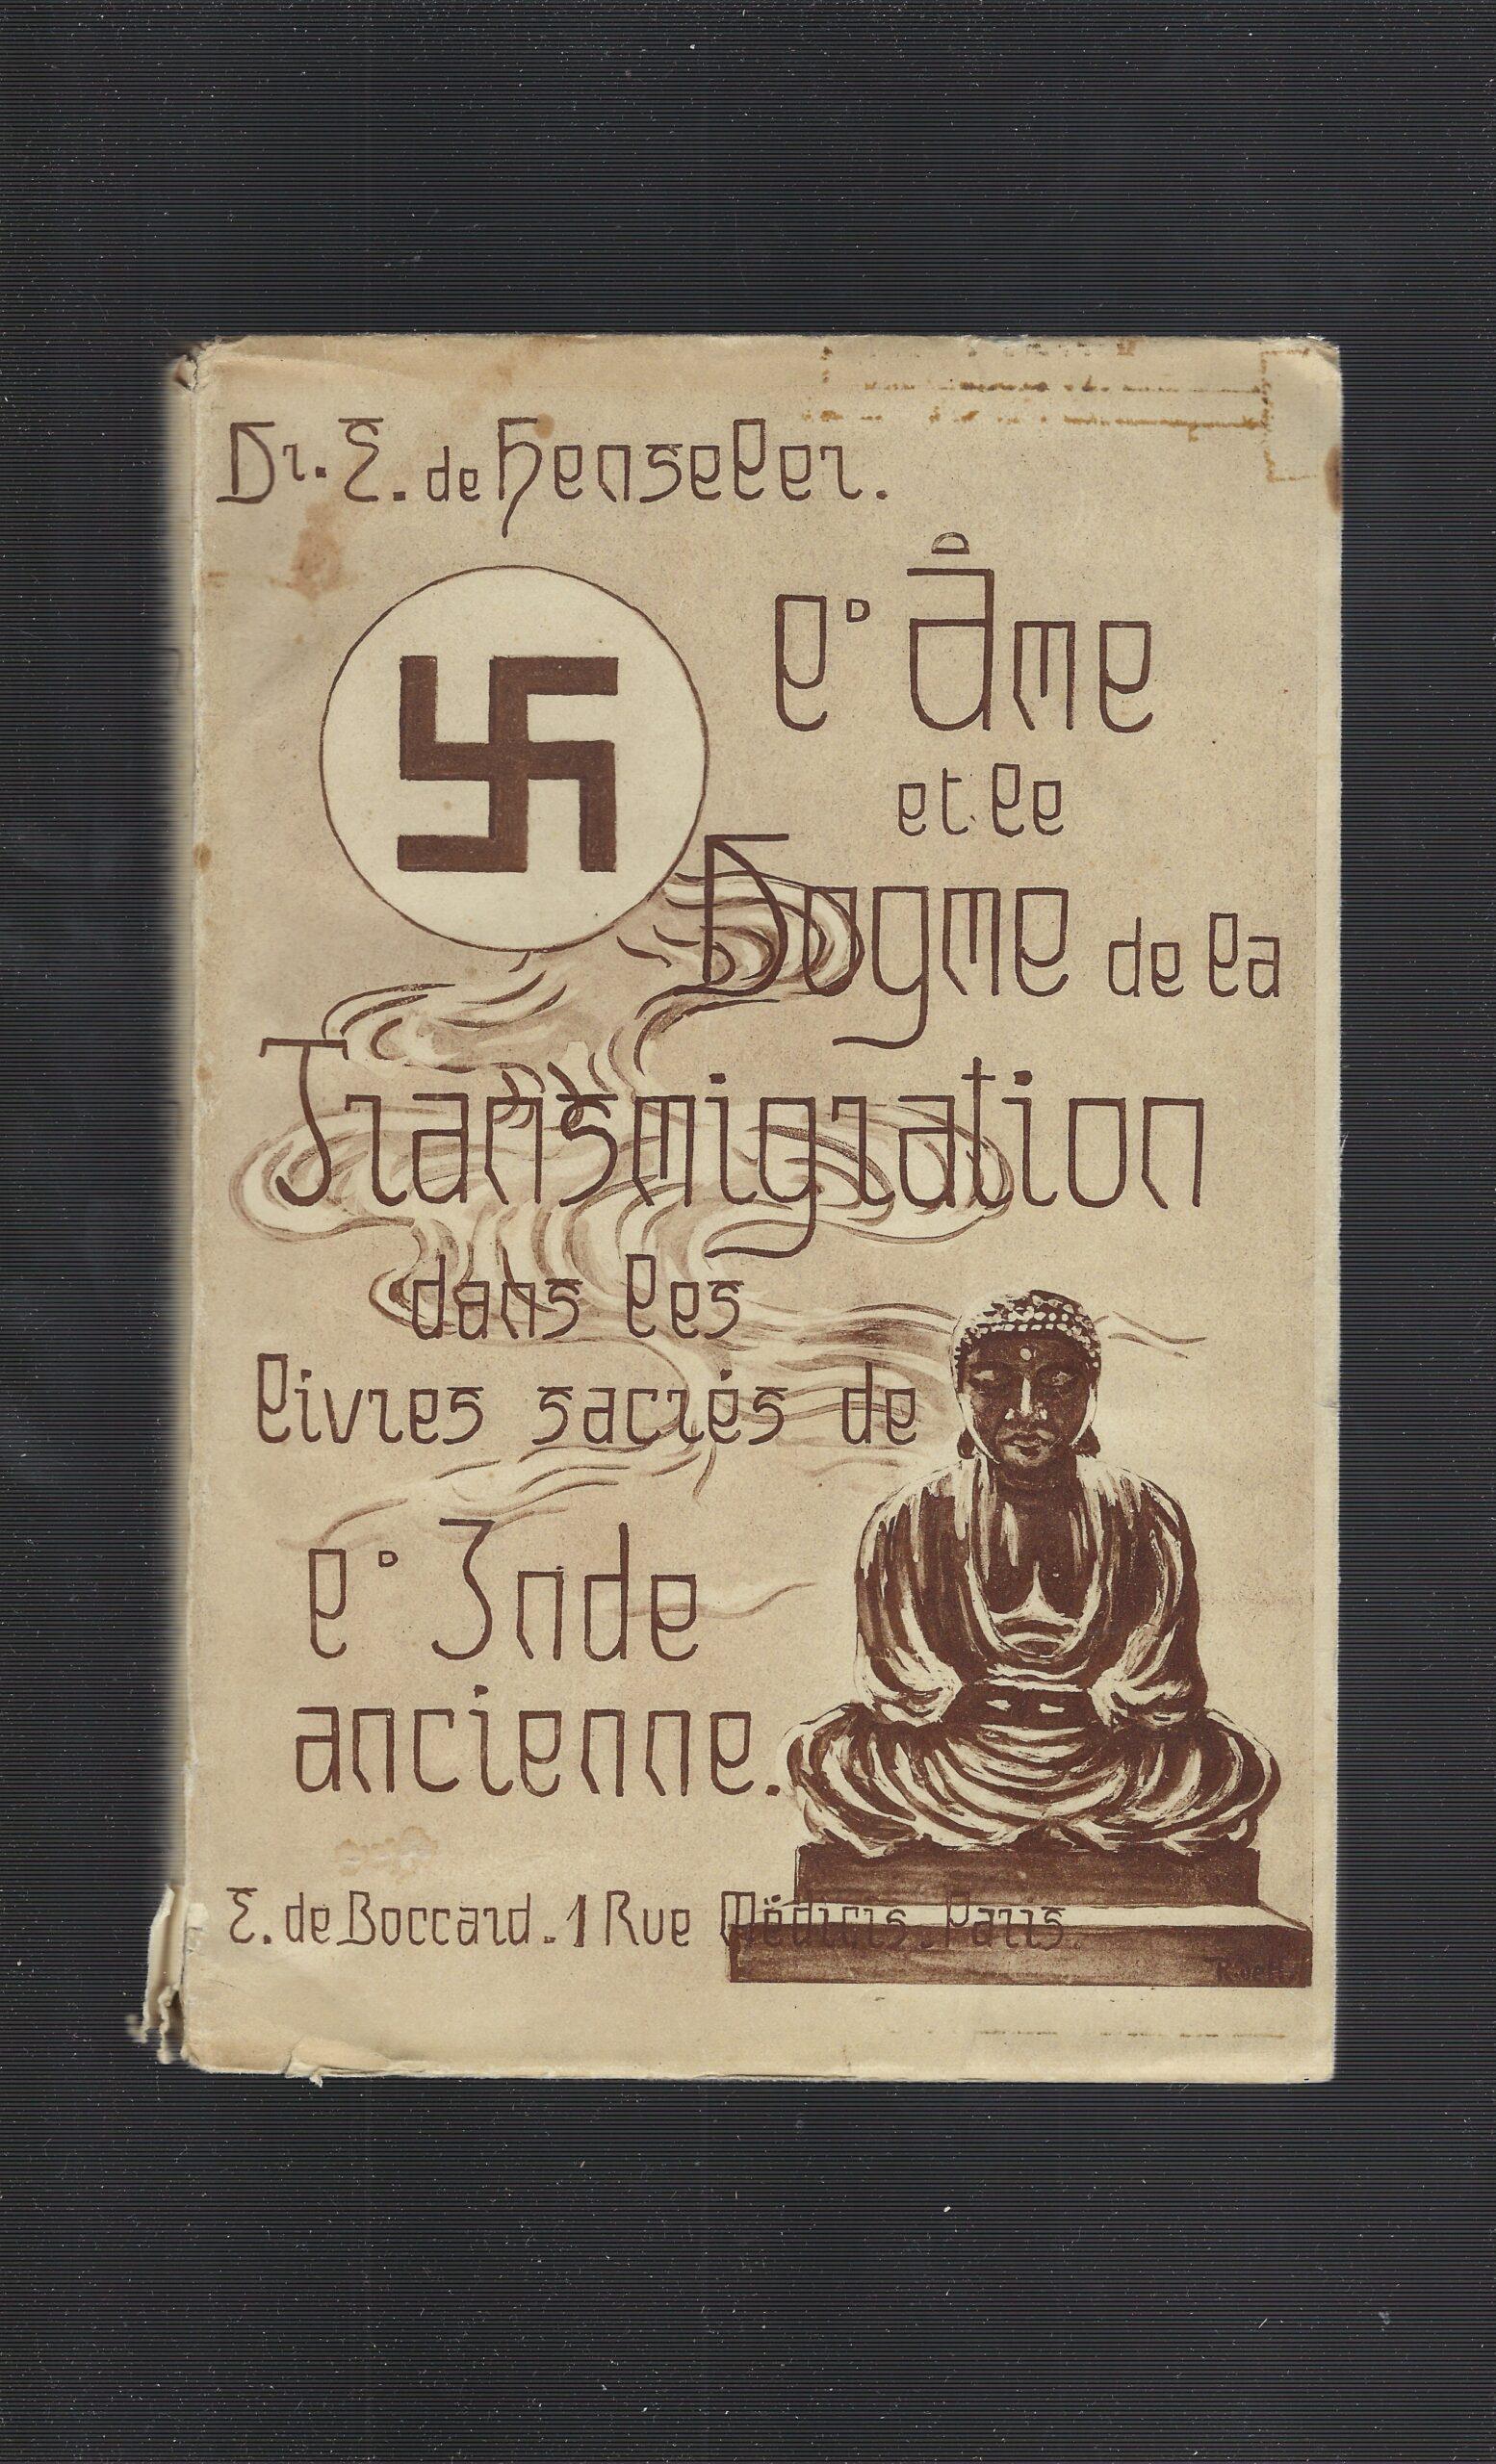 Dr. E. de Henseler.
l'Âme
et le
Dogme de la
Transmigration
dans les
livres sacrés de
l'Inde
ancienne.
E. de Boccard. 1 Rue Médicis. Paris.